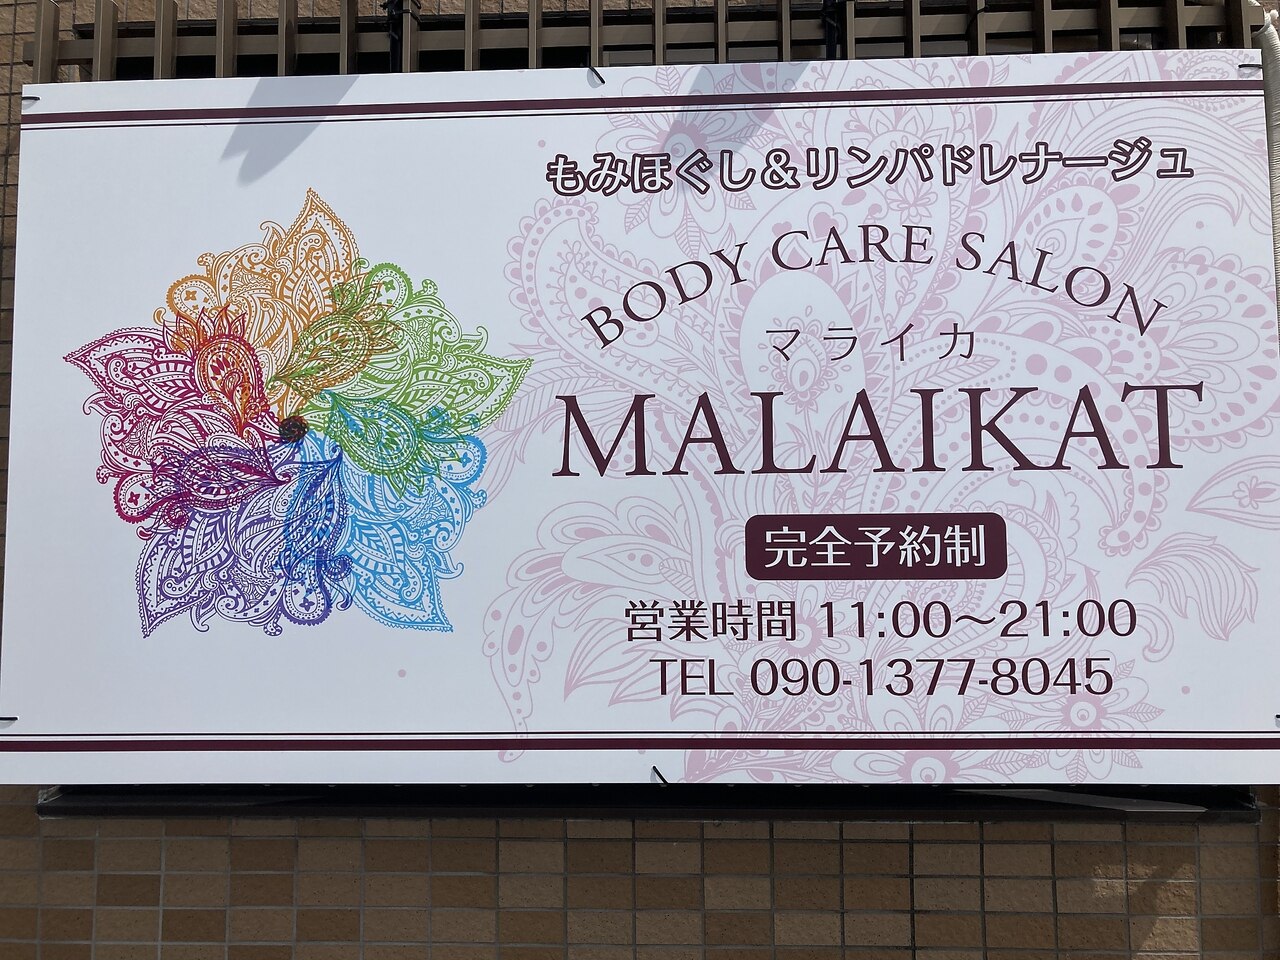 もみほぐし&リンパドレナージュ
BODY CARE SALON
マライカ
MALAIKAT
完全予約制
営業時間 11:00〜21:00
TEL 090-1377-8045